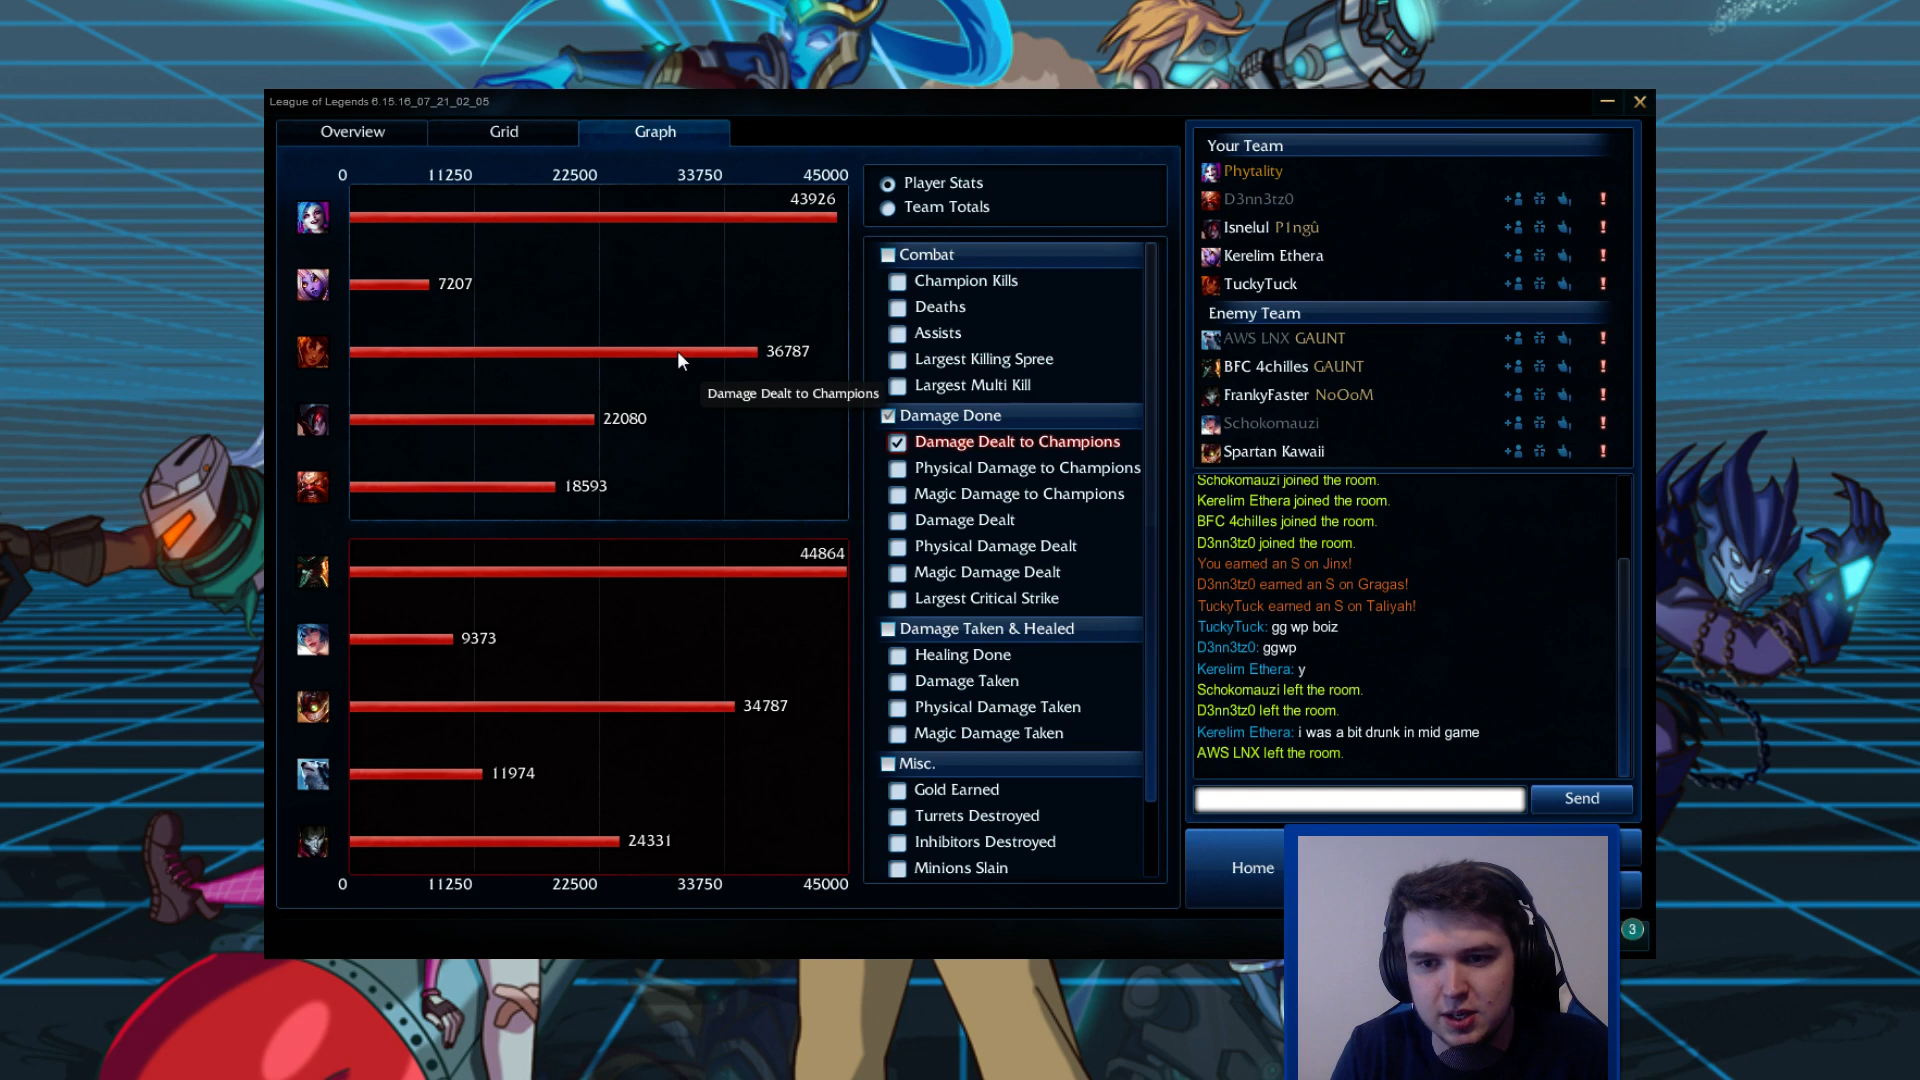 League of Legends 6.15.16_07_21_02_05
Overview
Grid
Graph
0 11250 22500 33750 45000
43926
7207
36787
Damage Dealt to Champions
22080
18593
44864
9373
34787
11974
24331
0 11250 22500 33750 45000
Player Stats
Team Totals
Combat
Champion Kills
Deaths
Assists
Largest Killing Spree
Largest Multi Kill
Damage Done
Damage Dealt to Champions
Physical Damage to Champions
Magic Damage to Champions
Damage Dealt
Physical Damage Dealt
Magic Damage Dealt
Largest Critical Strike
Damage Taken & Healed
Healing Done
Damage Taken
Physical Damage Taken
Magic Damage Taken
Misc.
Gold Earned
Turrets Destroyed
Inhibitors Destroyed
Minions Slain
Your Team
Phytality
D3nn3tz0
Isnelul P1ngû
Kerelim Ethera
TuckyTuck
Enemy Team
AWS LNX GAUNT
BFC 4chilles GAUNT
FrankyFaster NoOoM
Schokomauzi
Spartan Kawaii
Schokomauzi joined the room.
Kerelim Ethera joined the room.
BFC 4chilles joined the room.
D3nn3tz0 joined the room.
You earned an S on Jinx!
D3nn3tz0 earned an S on Gragas!
TuckyTuck earned an S on Taliyah!
TuckyTuck: gg wp boiz
D3nn3tz0: ggwp
Kerelim Ethera: y
Schokomauzi left the room.
D3nn3tz0 left the room.
Kerelim Ethera: i was a bit drunk in mid game
AWS LNX left the room.
Send
Home
3